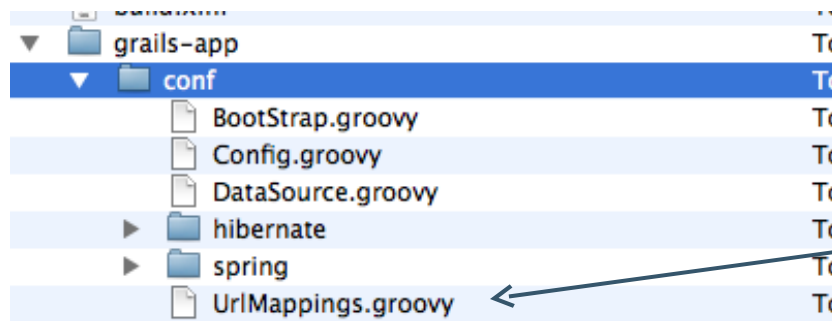 grails-app
conf
BootStrap.groovy
Config.groovy
DataSource.groovy
hibernate
spring
UrlMappings.groovy